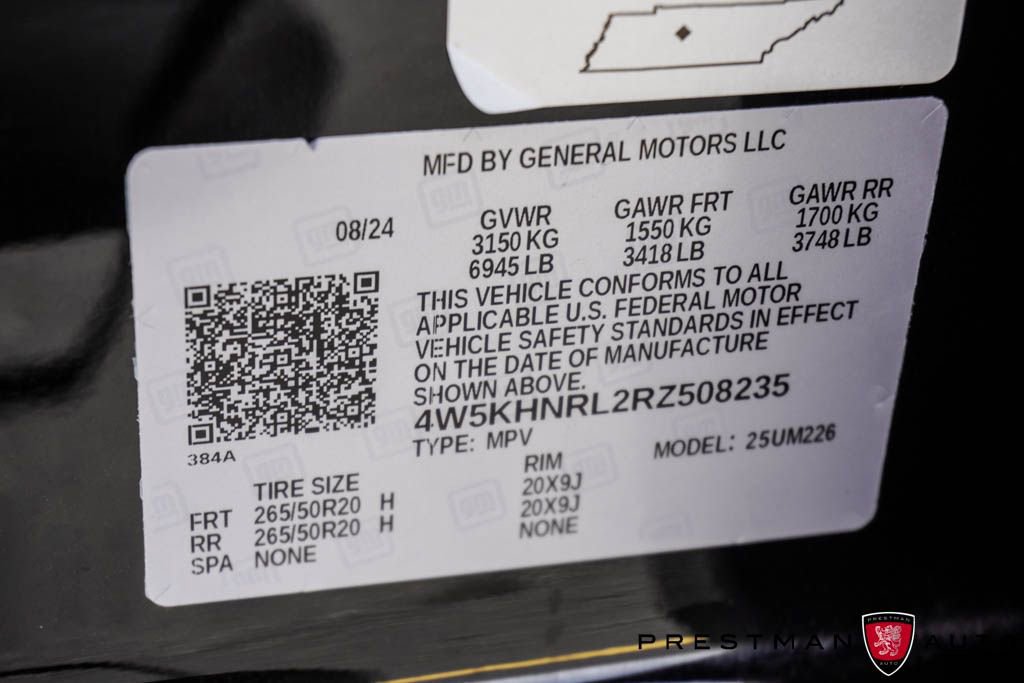 MFD BY GENERAL MOTORS LLC
08/24 GVWR GAWR FRT GAWR RR
3150 KG 1550 KG 1700 KG
6945 LB 3418 LB 3748 LB
THIS VEHICLE CONFORMS TO ALL
APPLICABLE U.S. FEDERAL MOTOR
VEHICLE SAFETY STANDARDS IN EFFECT
ON THE DATE OF MANUFACTURE
SHOWN ABOVE.
4W5KHNRL2RZ508235
TYPE: MPV MODEL: 25UM226
384A
TIRE SIZE RIM
FRT 265/50R20 H 20X9J
RR 265/50R20 H 20X9J
SPA NONE NONE
PRESTMAN AUTO
PRESTMAN
AUTO